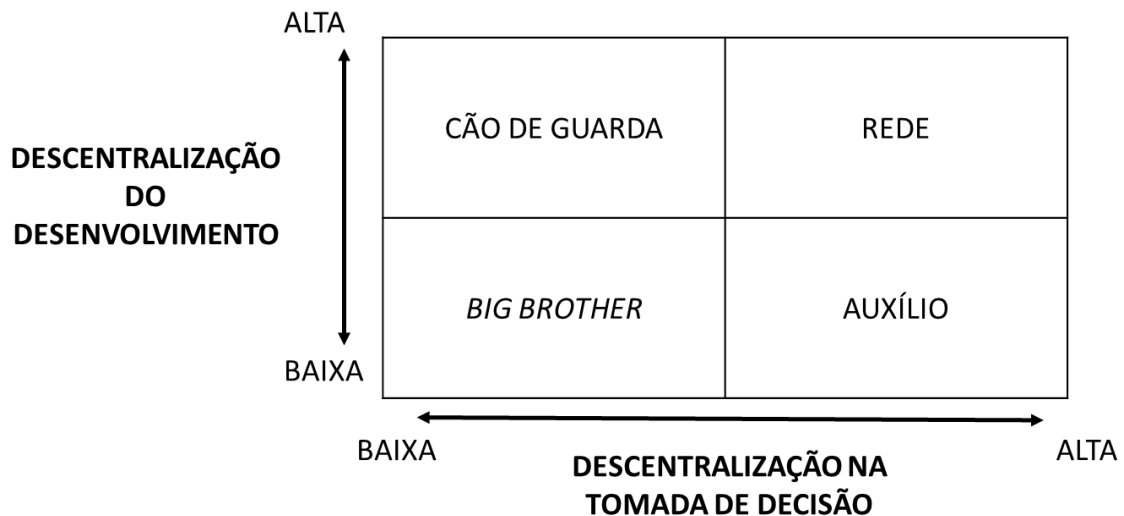 ALTA
CÃO DE GUARDA
REDE
DESCENTRALIZAÇÃO
DO
DESENVOLVIMENTO
BIG BROTHER
AUXÍLIO
BAIXA
BAIXA
ALTA
DESCENTRALIZAÇÃO NA
TOMADA DE DECISÃO